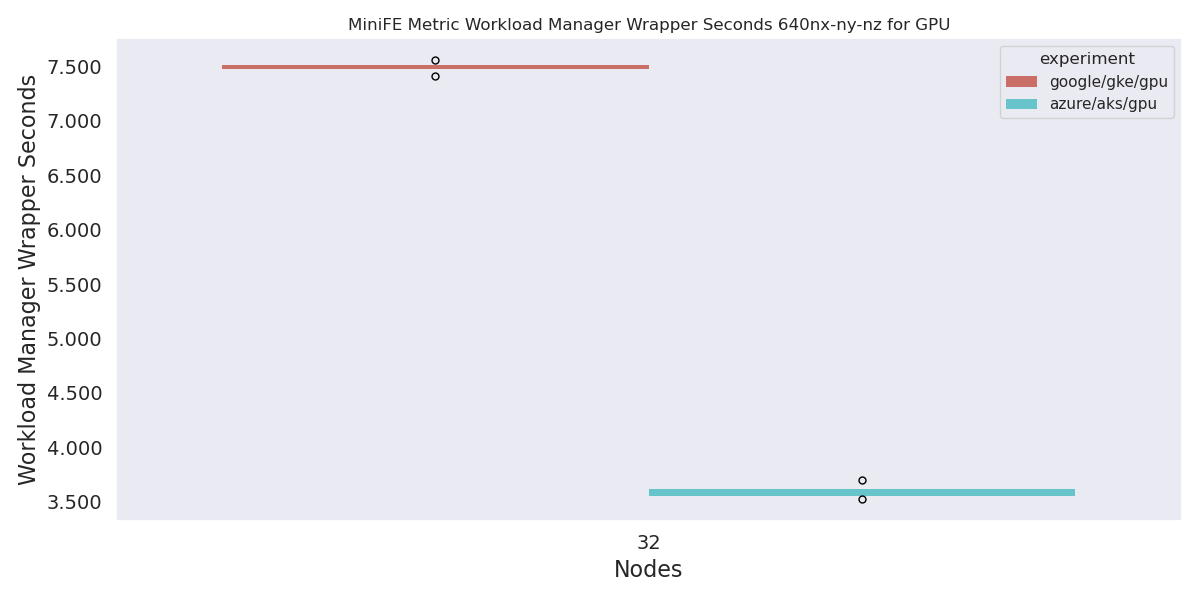 MiniFE Metric Workload Manager Wrapper Seconds 640nx-ny-nz for GPU
experiment
google/gke/gpu
azure/aks/gpu
Workload Manager Wrapper Seconds
7.500
7.000
6.500
6.000
5.500
5.000
4.500
4.000
3.500
32
Nodes